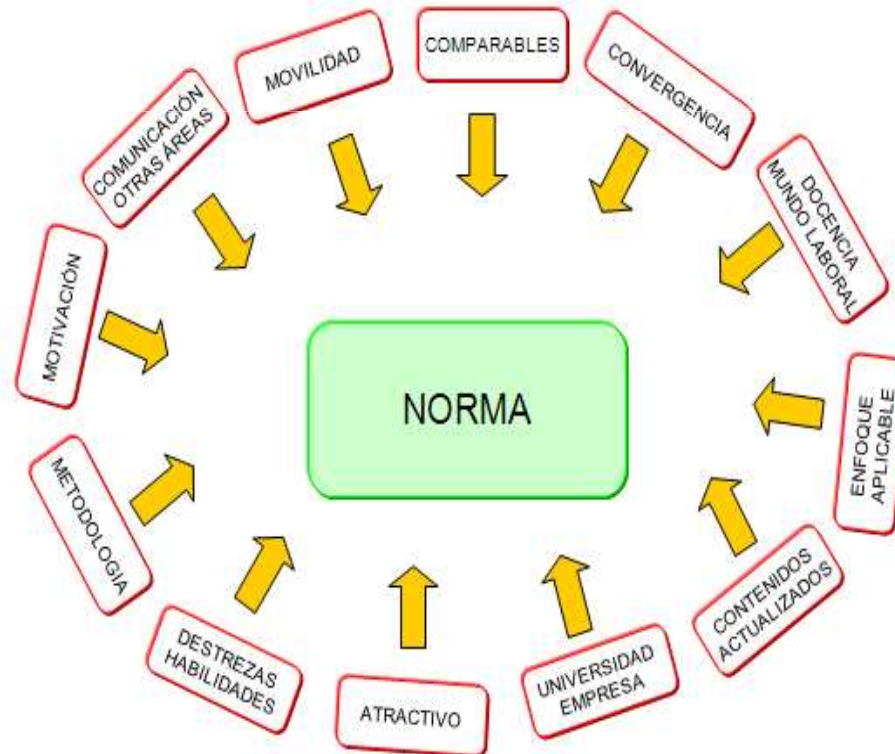 COMPARABLES
CONVERGENCIA
DOCENCIA
MUNDO LABORAL
ENFOQUE
APLICABLE
CONTENIDOS
ACTUALIZADOS
UNIVERSIDAD
EMPRESA
ATRACTIVO
DESTREZAS
HABILIDADES
METODOLOGIA
MOTIVACIÓN
COMUNICACIÓN
OTRAS ÁREAS
MOVILIDAD
NORMA